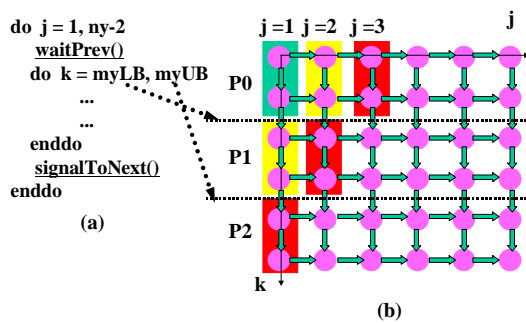 do j = 1, ny-2
waitPrev()
do k = myLB, myUB
...
...
enddo
signalToNext()
enddo
(a)
j =1 j =2 j =3 j
P0
P1
P2
k
(b)